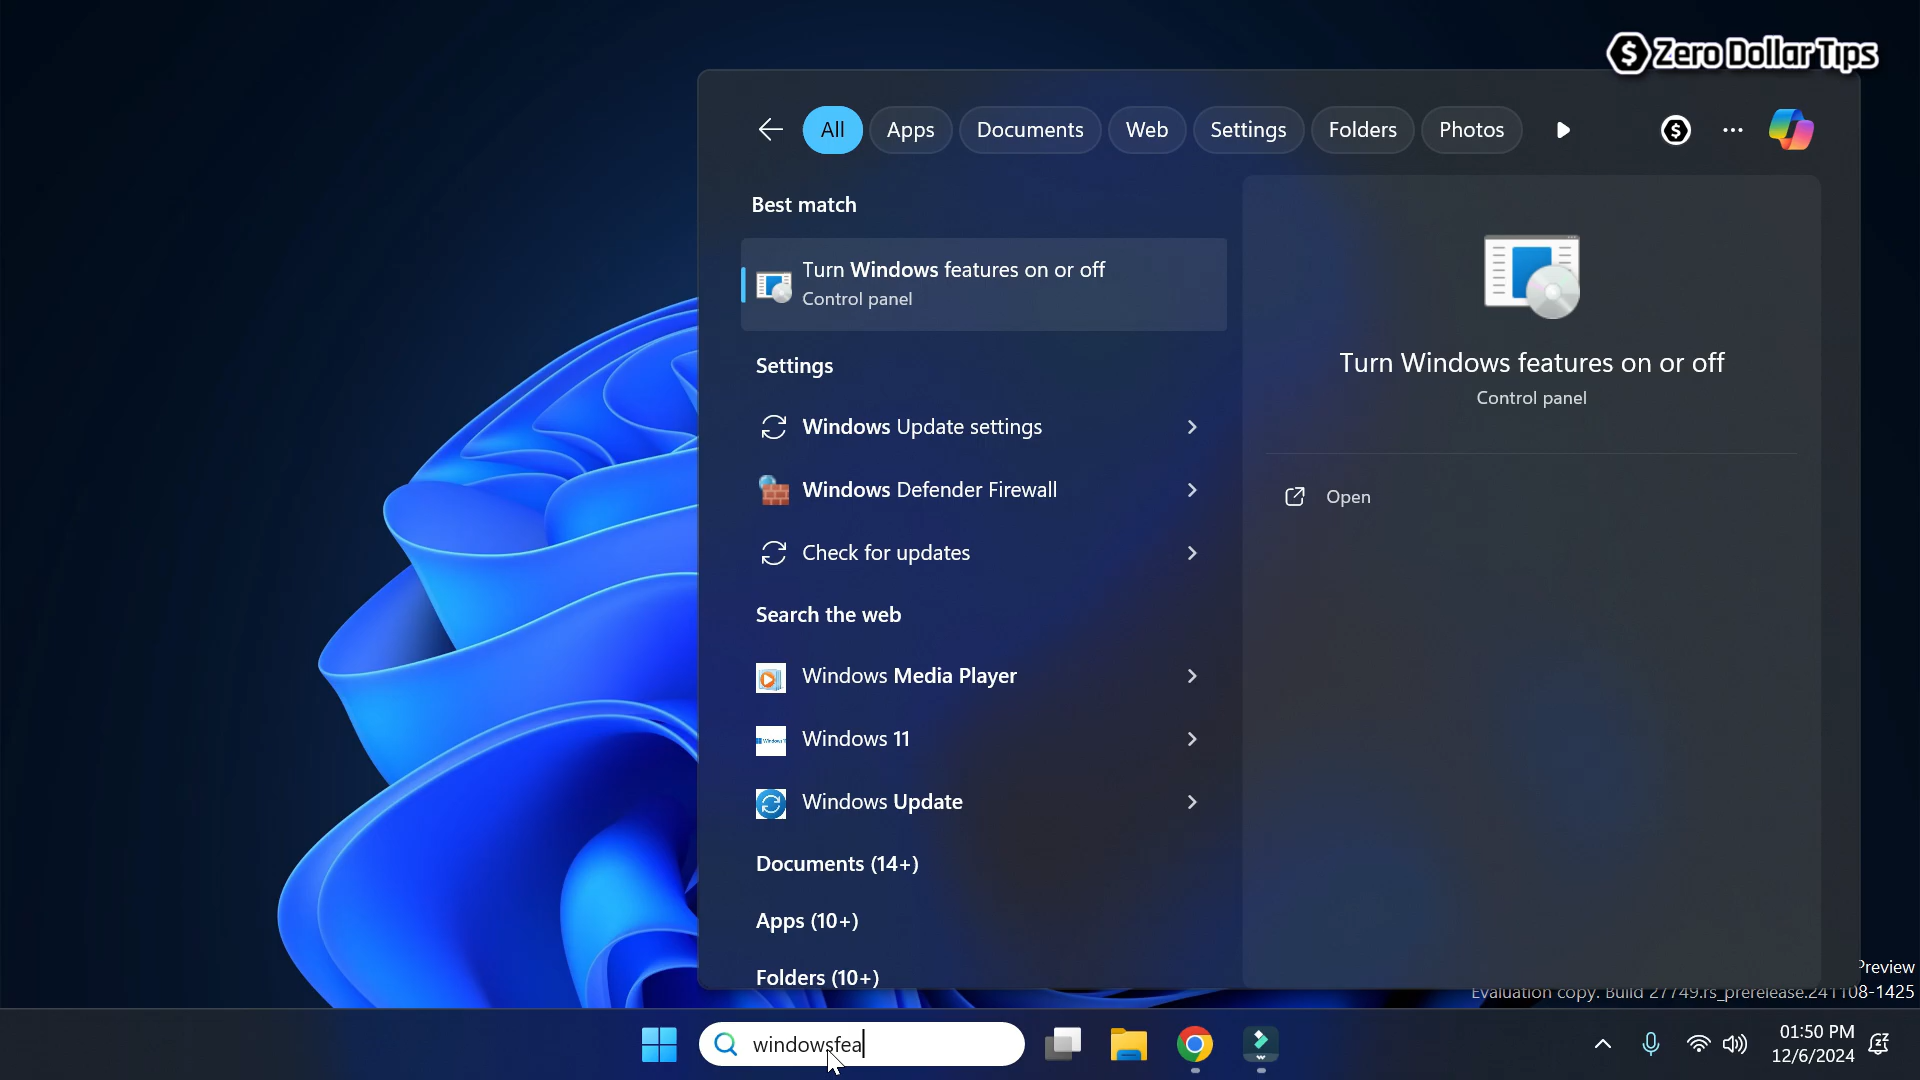 Zero Dollar Tips
All
Apps
Documents
Web
Settings
Folders
Photos
Best match
Turn Windows features on or off
Control panel
Settings
Windows Update settings
Windows Defender Firewall
Check for updates
Search the web
Windows Media Player
Windows 11
Windows Update
Documents (14+)
Apps (10+)
Folders (10+)
Turn Windows features on or off
Control panel
Open
Preview
Evaluation copy. Build 27749.rs_prerelease.241108-1425
windowsfea
01:50 PM
12/6/2024